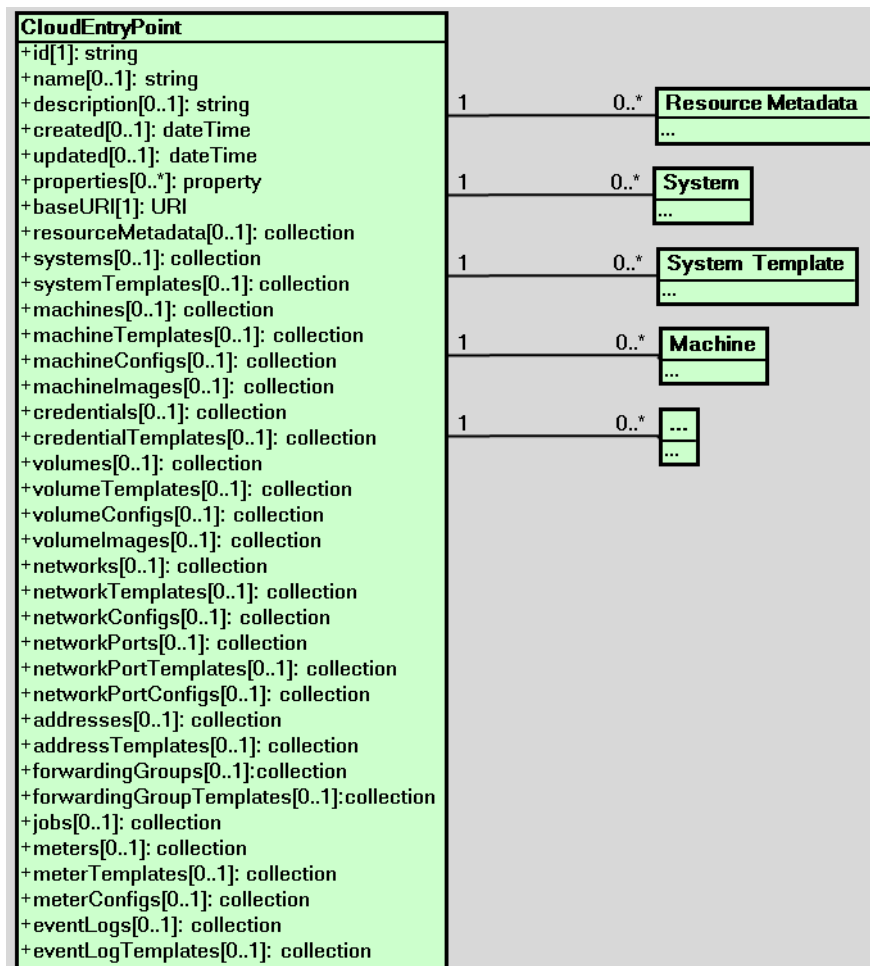 CloudEntryPoint
+id[1]: string
+name[0..1]: string
+description[0..1]: string
+created[0..1]: dateTime
+updated[0..1]: dateTime
+properties[0..*]: property
+baseURI[1]: URI
+resourceMetadata[0..1]: collection
+systems[0..1]: collection
+systemTemplates[0..1]: collection
+machines[0..1]: collection
+machineTemplates[0..1]: collection
+machineConfigs[0..1]: collection
+machineImages[0..1]: collection
+credentials[0..1]: collection
+credentialTemplates[0..1]: collection
+volumes[0..1]: collection
+volumeTemplates[0..1]: collection
+volumeConfigs[0..1]: collection
+volumeImages[0..1]: collection
+networks[0..1]: collection
+networkTemplates[0..1]: collection
+networkConfigs[0..1]: collection
+networkPorts[0..1]: collection
+networkPortTemplates[0..1]: collection
+networkPortConfigs[0..1]: collection
+addresses[0..1]: collection
+addressTemplates[0..1]: collection
+forwardingGroups[0..1]:collection
+forwardingGroupTemplates[0..1]:collection
+jobs[0..1]: collection
+meters[0..1]: collection
+meterTemplates[0..1]: collection
+meterConfigs[0..1]: collection
+eventLogs[0..1]: collection
+eventLogTemplates[0..1]: collection
1 0..* Resource Metadata
...
1 0..* System
...
1 0..* System Template
...
1 0..* Machine
...
1 0..* ...
...